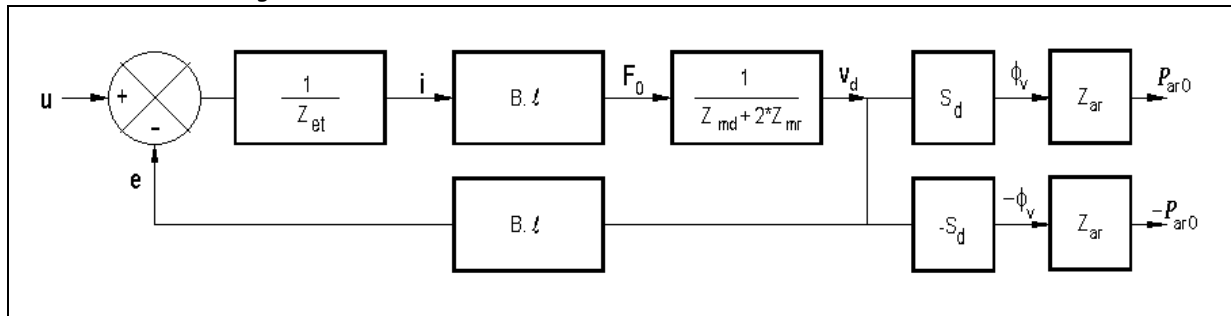 u
+
-
e
1
Z_et
i
B.ℓ
F_0
1
Z_md + 2*Z_mr
v_d
S_d
ϕ_v
Z_ar
P_ar0
B.ℓ
-S_d
-ϕ_v
Z_ar
-P_ar0